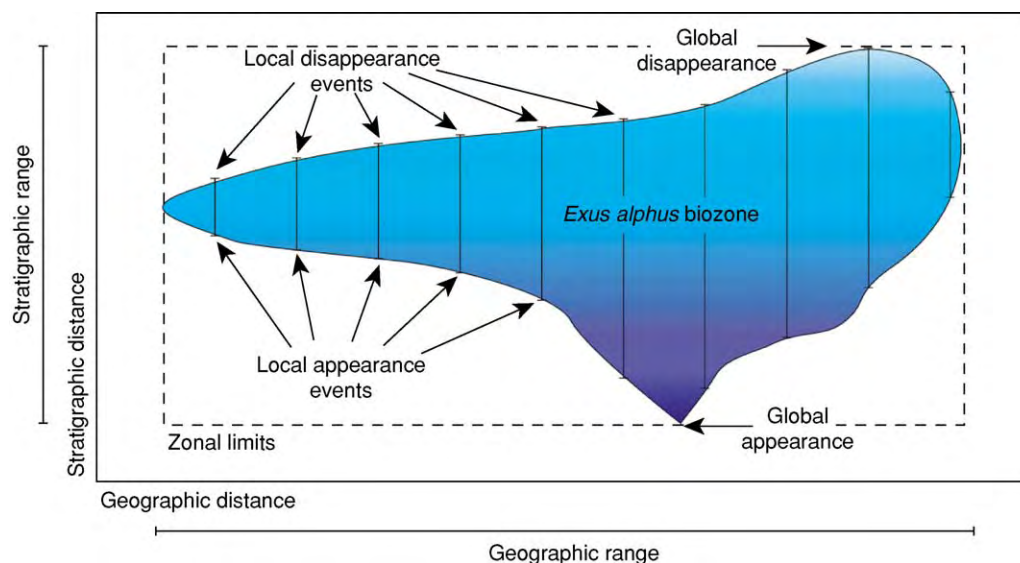 Global
disappearance
Local disappearance
events
Exus alphus biozone
Local appearance
events
Global
appearance
Zonal limits
Stratigraphic range
Stratigraphic distance
Geographic distance
Geographic range